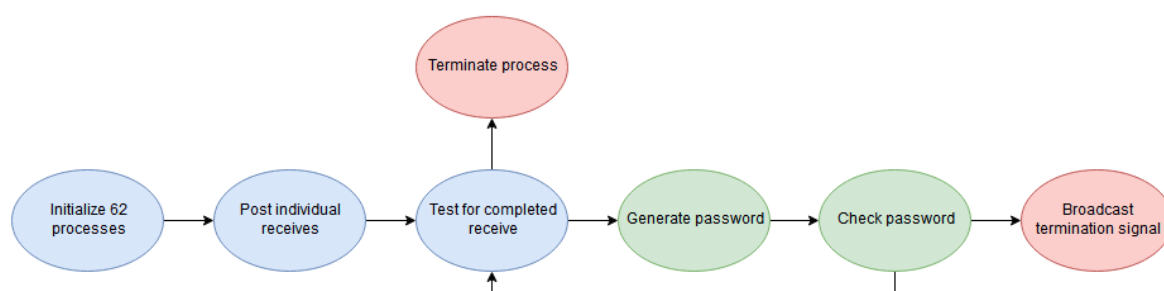 Terminate process
Initialize 62
processes
Post individual
receives
Test for completed
receive
Generate password
Check password
Broadcast
termination signal